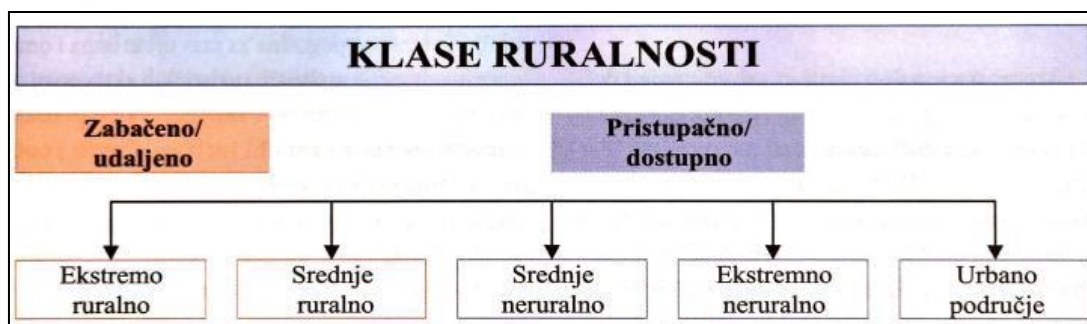 KLASE RURALNOSTI
Zabačeno/
udaljeno
Pristupačno/
dostupno
Ekstremo
ruralno
Srednje
ruralno
Srednje
neruralno
Ekstremno
neruralno
Urbano
područje